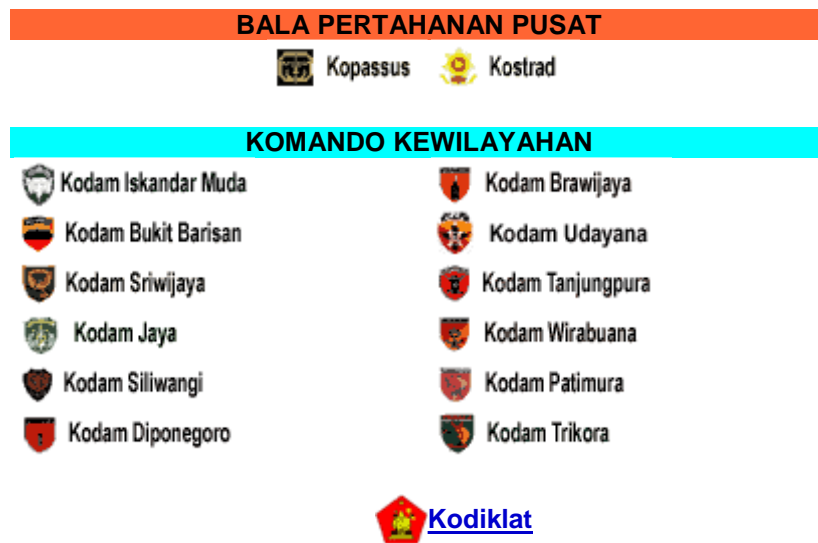 BALA PERTAHANAN PUSAT
Kopassus Kostrad
KOMANDO KEWILAYAHAN
Kodam Iskandar Muda Kodam Brawijaya
Kodam Bukit Barisan Kodam Udayana
Kodam Sriwijaya Kodam Tanjungpura
Kodam Jaya Kodam Wirabuana
Kodam Siliwangi Kodam Patimura
Kodam Diponegoro Kodam Trikora
Kodiklat